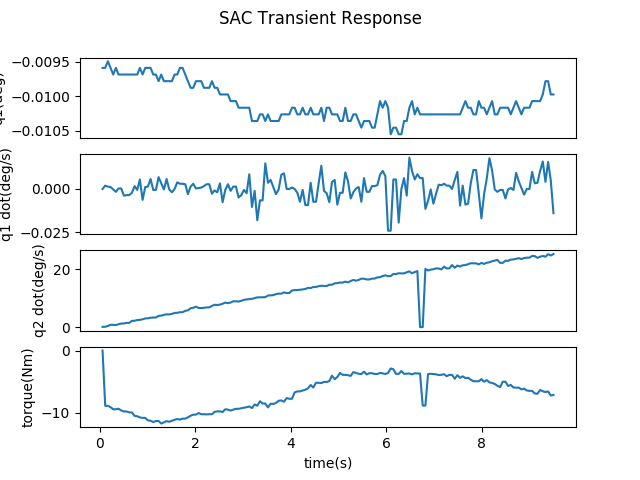 SAC Transient Response
−0.0095
−0.0100
−0.0105
q1(deg)
0.000
−0.025
q1 dot(deg/s)
20
0
q2 dot(deg/s)
0
−10
torque(Nm)
0 2 4 6 8
time(s)